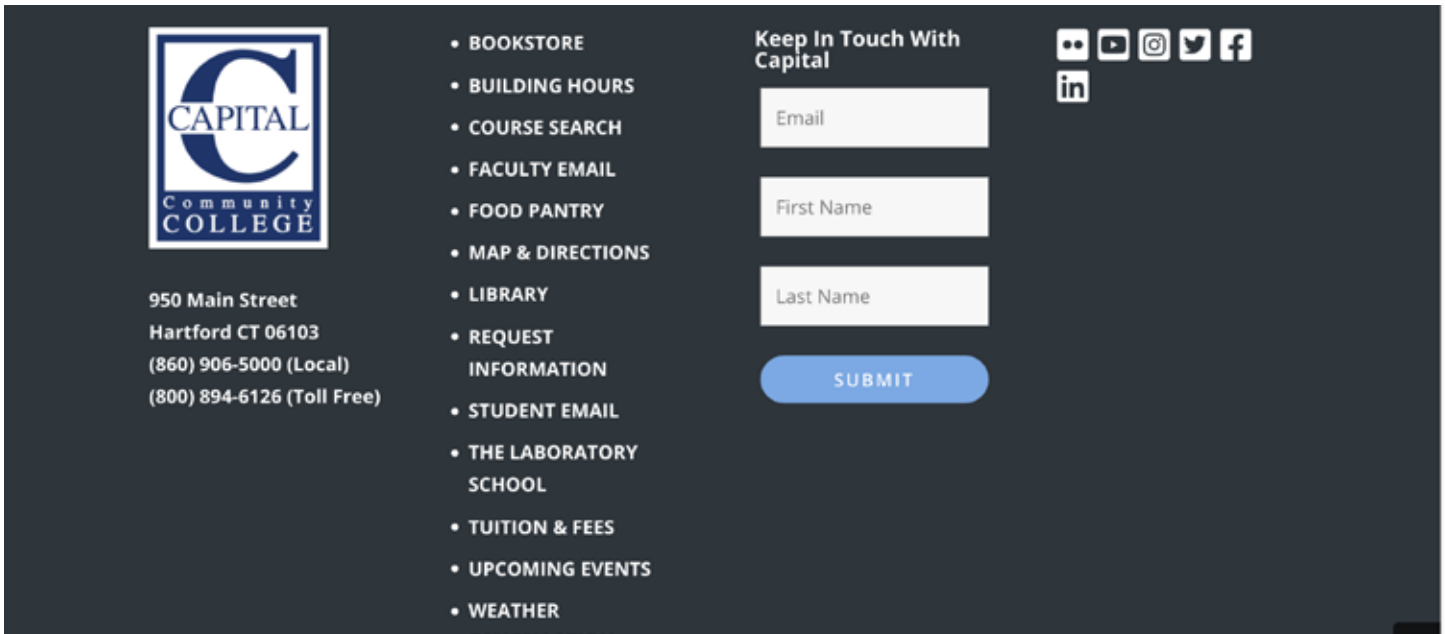 CAPITAL
Community
COLLEGE
950 Main Street
Hartford CT 06103
(860) 906-5000 (Local)
(800) 894-6126 (Toll Free)
• BOOKSTORE
• BUILDING HOURS
• COURSE SEARCH
• FACULTY EMAIL
• FOOD PANTRY
• MAP & DIRECTIONS
• LIBRARY
• REQUEST
INFORMATION
• STUDENT EMAIL
• THE LABORATORY
SCHOOL
• TUITION & FEES
• UPCOMING EVENTS
• WEATHER
Keep In Touch With
Capital
Email
First Name
Last Name
SUBMIT
in